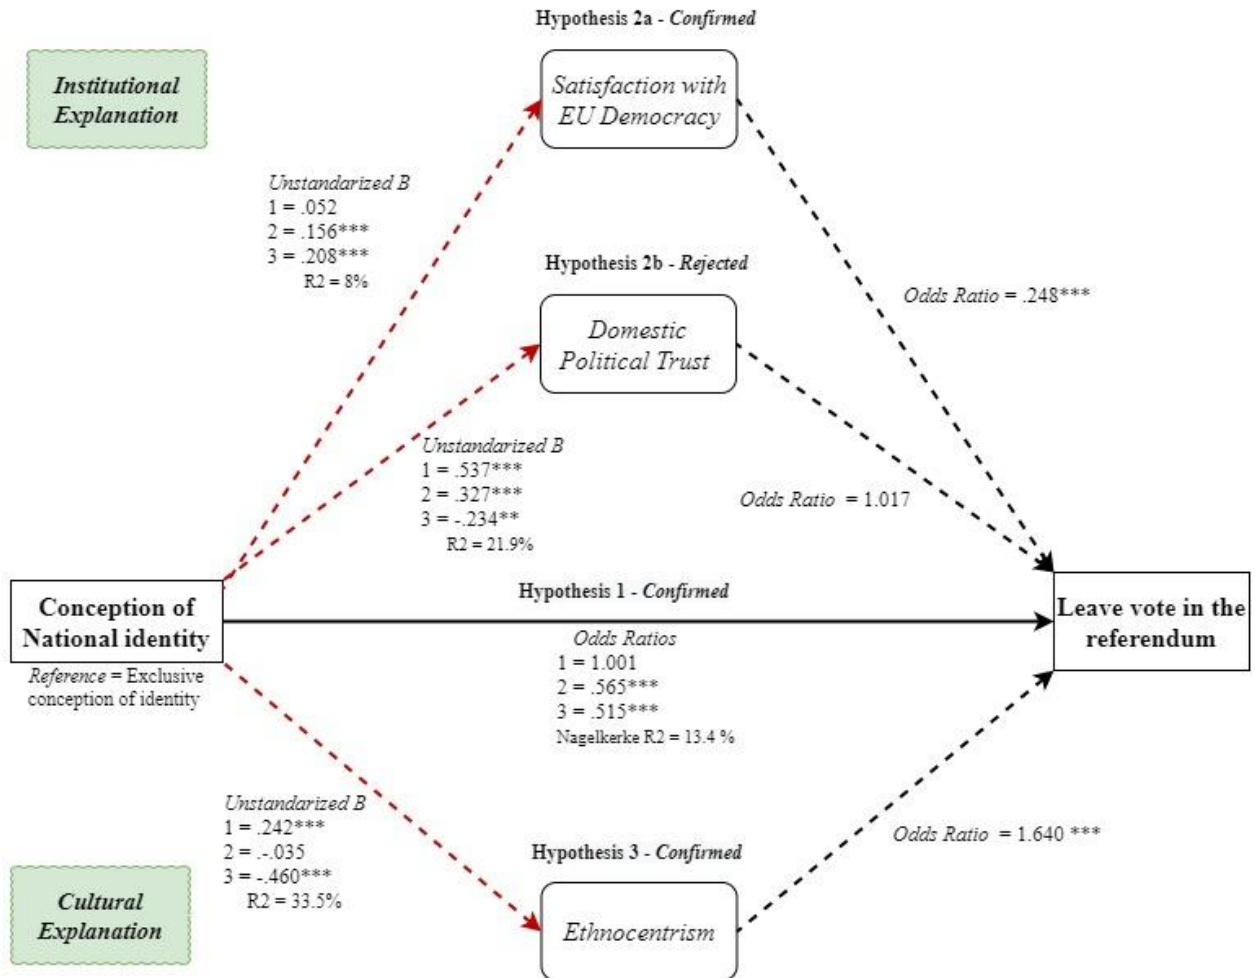 Hypothesis 2a - Confirmed
Institutional
Explanation
Satisfaction with
EU Democracy
Unstandarized B
1 = .052
2 = .156***
3 = .208***
R2 = 8%
Hypothesis 2b - Rejected
Odds Ratio = .248***
Domestic
Political Trust
Unstandarized B
1 = .537***
2 = .327***
3 = -.234**
R2 = 21.9%
Odds Ratio = 1.017
Conception of
National identity
Reference = Exclusive
conception of identity
Hypothesis 1 - Confirmed
Odds Ratios
1 = 1.001
2 = .565***
3 = .515***
Nagelkerke R2 = 13.4 %
Leave vote in the
referendum
Unstandarized B
1 = .242***
2 = .-.035
3 = -.460***
R2 = 33.5%
Odds Ratio = 1.640 ***
Hypothesis 3 - Confirmed
Cultural
Explanation
Ethnocentrism